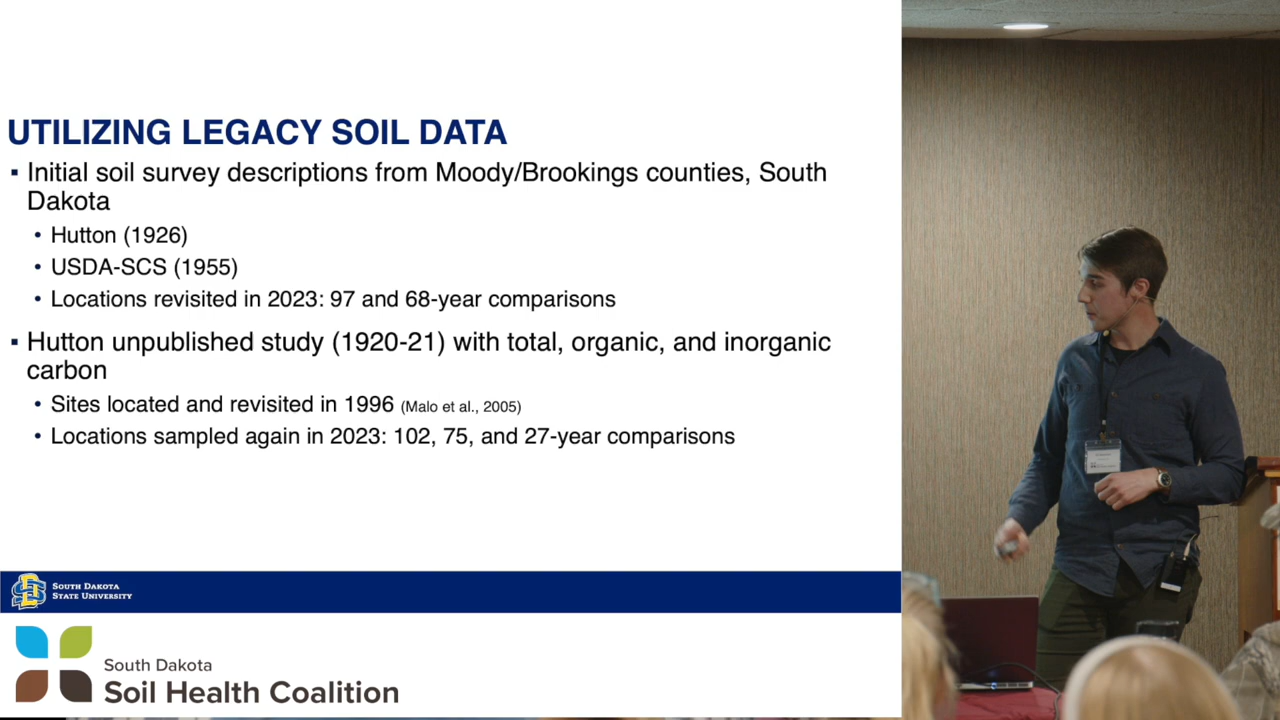 UTILIZING LEGACY SOIL DATA
▪ Initial soil survey descriptions from Moody/Brookings counties, South
Dakota
• Hutton (1926)
• USDA-SCS (1955)
• Locations revisited in 2023: 97 and 68-year comparisons
▪ Hutton unpublished study (1920-21) with total, organic, and inorganic
carbon
• Sites located and revisited in 1996 (Malo et al., 2005)
• Locations sampled again in 2023: 102, 75, and 27-year comparisons
SOUTH DAKOTA
STATE UNIVERSITY
South Dakota
Soil Health Coalition